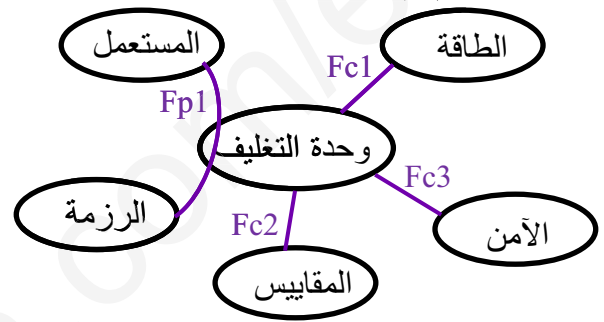 المستعمل
الطاقة
Fc1
Fp1
وحدة التغليف
Fc3
الرزمة
Fc2
الآمن
المقاييس